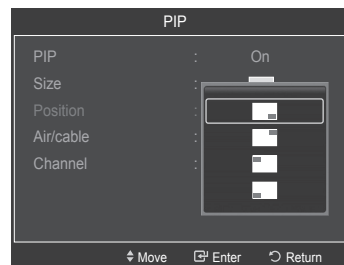 PIP
PIP : On
Size :
Position :
Air/cable :
Channel :
Move Enter Return